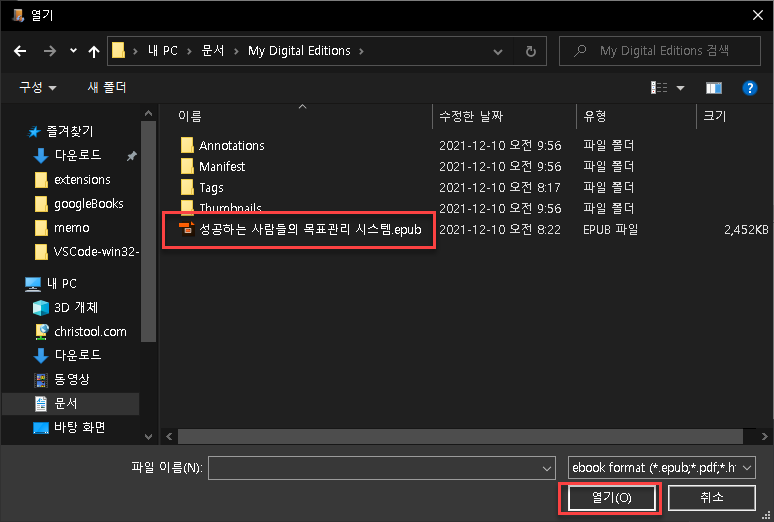 열기
내 PC > 문서 > My Digital Editions >
My Digital Editions 검색
구성
새 폴더
?
즐겨찾기
다운로드
extensions
googleBooks
memo
VSCode-win32-
내 PC
3D 개체
christool.com
다운로드
동영상
문서
바탕 화면
이름 수정한 날짜 유형 크기
Annotations 2021-12-10 오전 9:56 파일 폴더
Manifest 2021-12-10 오전 9:56 파일 폴더
Tags 2021-12-10 오전 8:17 파일 폴더
Thumbnails 2021-12-10 오전 9:56 파일 폴더
성공하는 사람들의 목표관리 시스템.epub 2021-12-10 오전 8:22 EPUB 파일 2,452KB
파일 이름(N):
ebook format (*.epub;*.pdf;*.h
열기(O)
취소